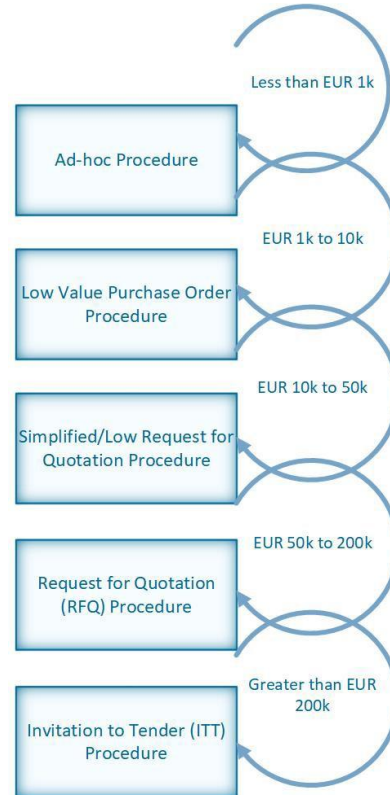 Less than EUR 1k
Ad-hoc Procedure
EUR 1k to 10k
Low Value Purchase Order
Procedure
EUR 10k to 50k
Simplified/Low Request for
Quotation Procedure
EUR 50k to 200k
Request for Quotation
(RFQ) Procedure
Greater than EUR
200k
Invitation to Tender (ITT)
Procedure